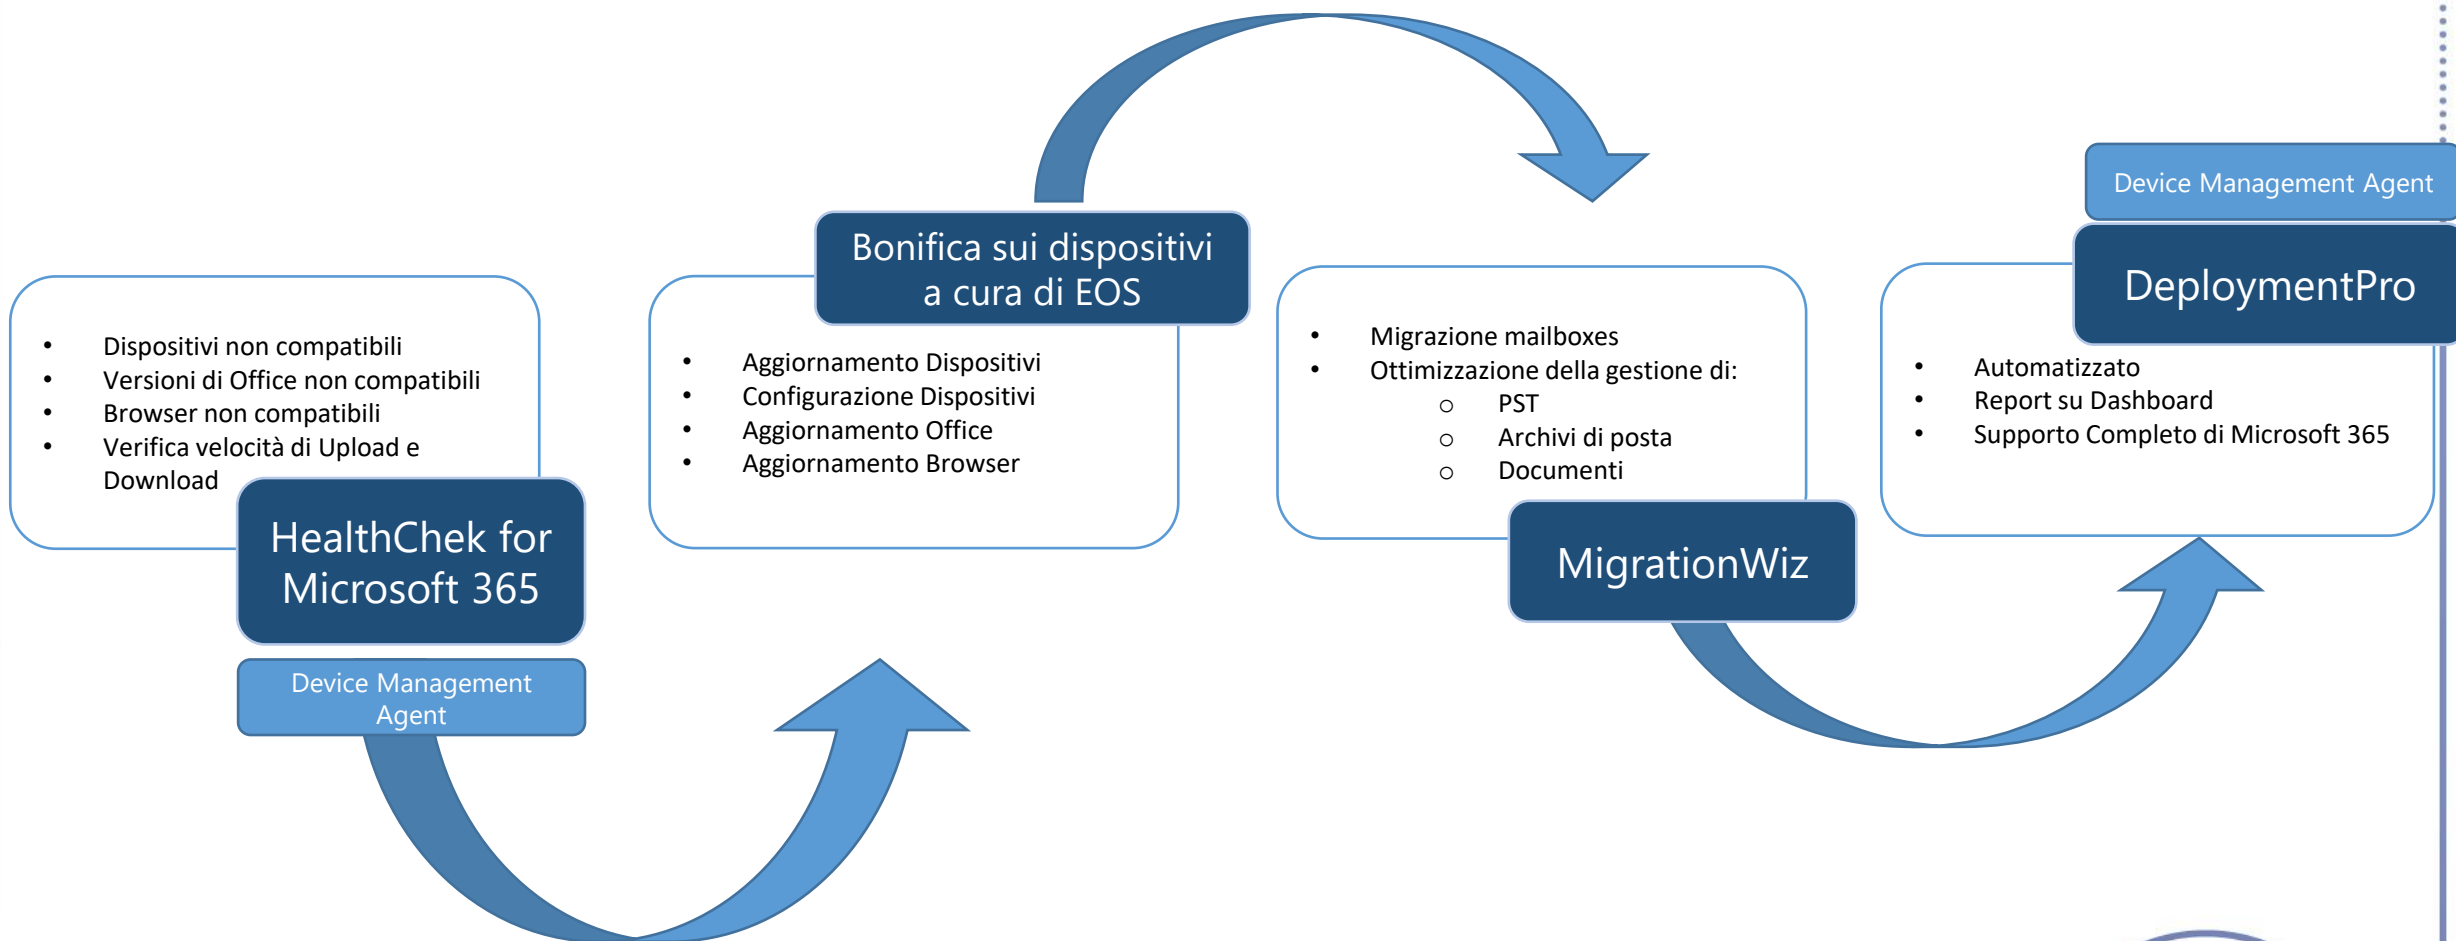 • Dispositivi non compatibili
• Versioni di Office non compatibili
• Browser non compatibili
• Verifica velocità di Upload e
Download
HealthChek for
Microsoft 365
Device Management
Agent
Bonifica sui dispositivi
a cura di EOS
• Aggiornamento Dispositivi
• Configurazione Dispositivi
• Aggiornamento Office
• Aggiornamento Browser
• Migrazione mailboxes
• Ottimizzazione della gestione di:
o PST
o Archivi di posta
o Documenti
MigrationWiz
Device Management Agent
DeploymentPro
• Automatizzato
• Report su Dashboard
• Supporto Completo di Microsoft 365